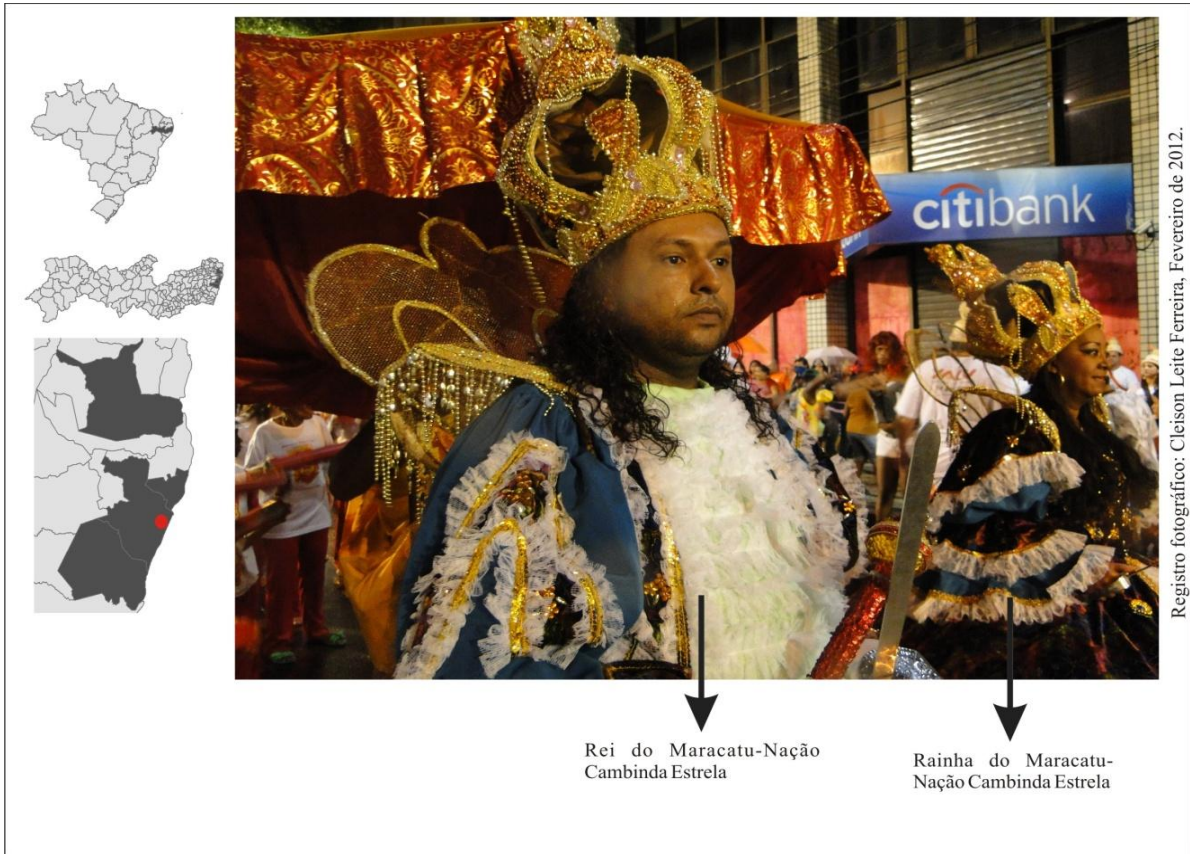 citibank
Registro fotográfico: Cleison Leite Ferreira, Fevereiro de 2012.
Rei do Maracatu-Nação
Cambinda Estrela
Rainha do Maracatu-
Nação Cambinda Estrela